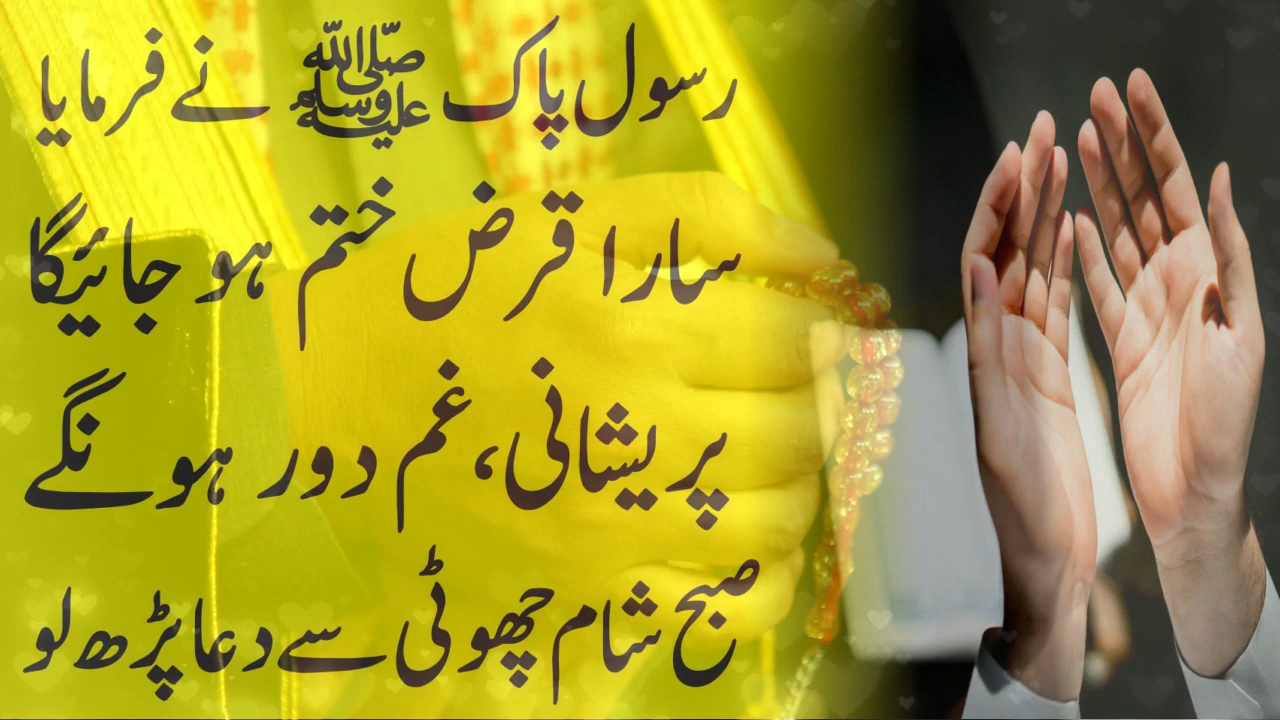 رسول پاک ﷺ نے فرمایا
سارا قرض ختم ہو جائیگا
پریشانی، غم دور ہونگے
صبح شام چھوٹی سے دعا پڑھ لو